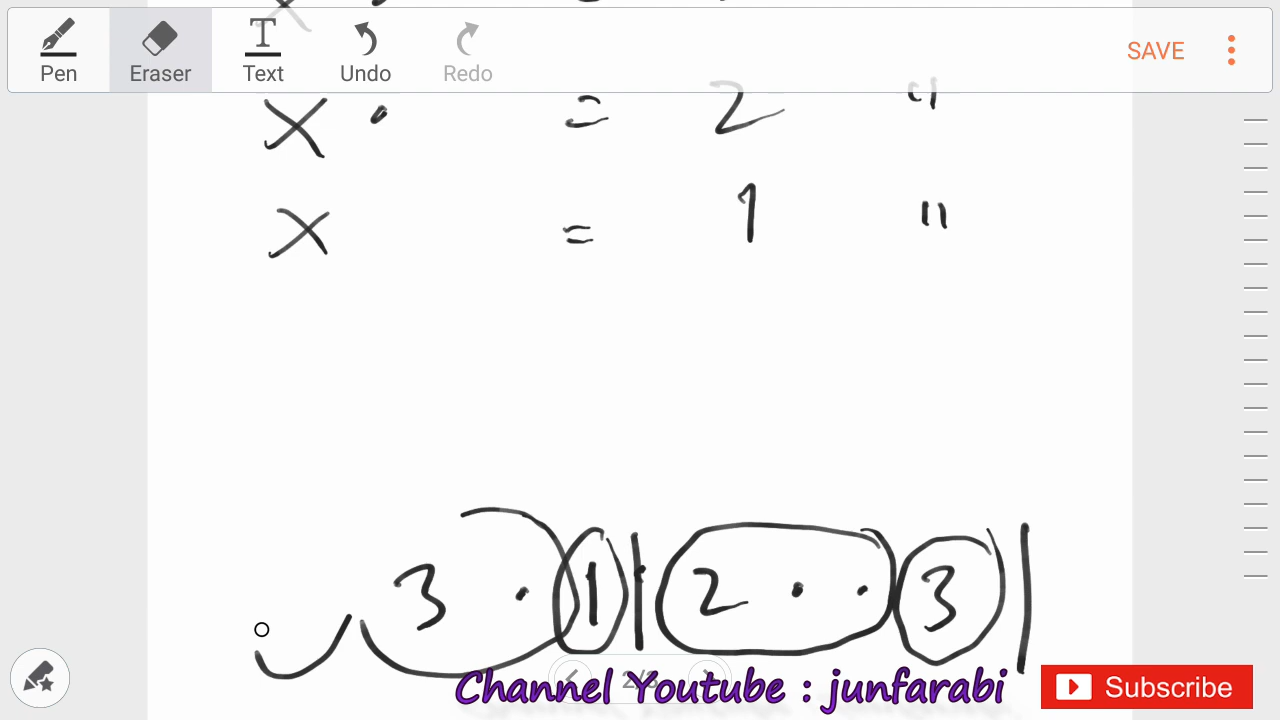 Pen Eraser Text Undo Redo SAVE
X • = 2 "
X = 1 "
3 • 1 | 2 • • 3 |
Channel Youtube : junfarabi
Subscribe